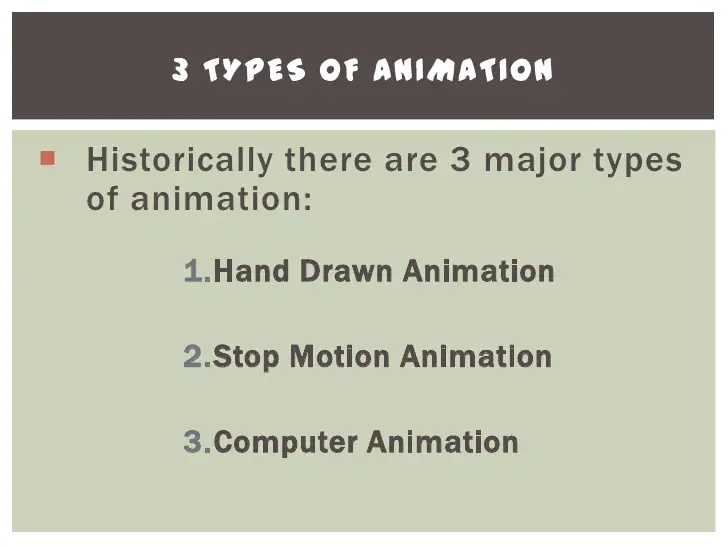 3 TYPES OF ANIMATION
Historically there are 3 major types
of animation:
1.Hand Drawn Animation
2.Stop Motion Animation
3.Computer Animation